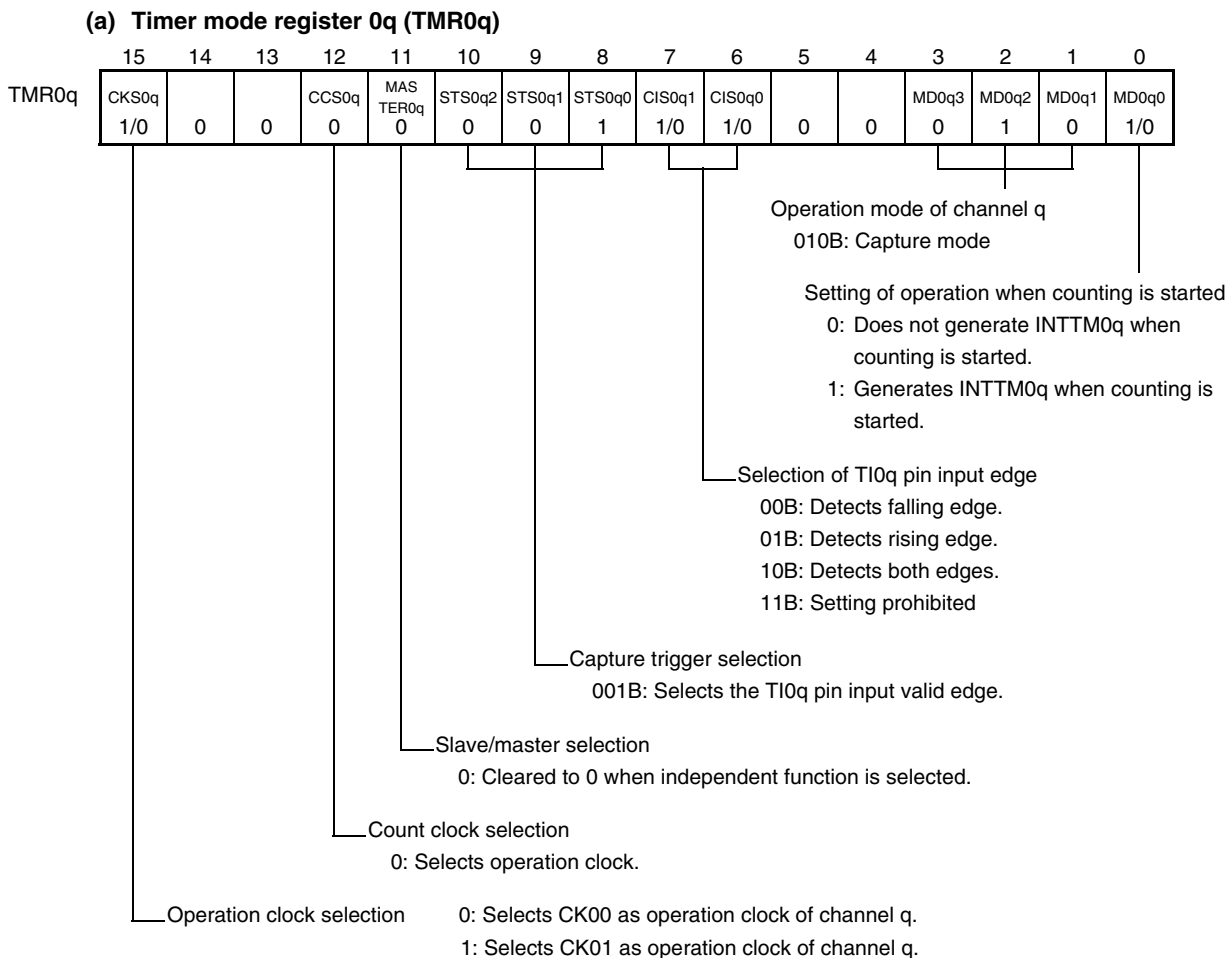 (a) Timer mode register 0q (TMR0q)
15 14 13 12 11 10 9 8 7 6 5 4 3 2 1 0
TMR0q CKS0q CCS0q MAS TER0q STS0q2 STS0q1 STS0q0 CIS0q1 CIS0q0 MD0q3 MD0q2 MD0q1 MD0q0
1/0 0 0 0 0 0 0 1 1/0 1/0 0 0 0 1 0 1/0
Operation mode of channel q
010B: Capture mode
Setting of operation when counting is started
0: Does not generate INTTM0q when
counting is started.
1: Generates INTTM0q when counting is
started.
Selection of TI0q pin input edge
00B: Detects falling edge.
01B: Detects rising edge.
10B: Detects both edges.
11B: Setting prohibited
Capture trigger selection
001B: Selects the TI0q pin input valid edge.
Slave/master selection
0: Cleared to 0 when independent function is selected.
Count clock selection
0: Selects operation clock.
Operation clock selection 0: Selects CK00 as operation clock of channel q.
1: Selects CK01 as operation clock of channel q.